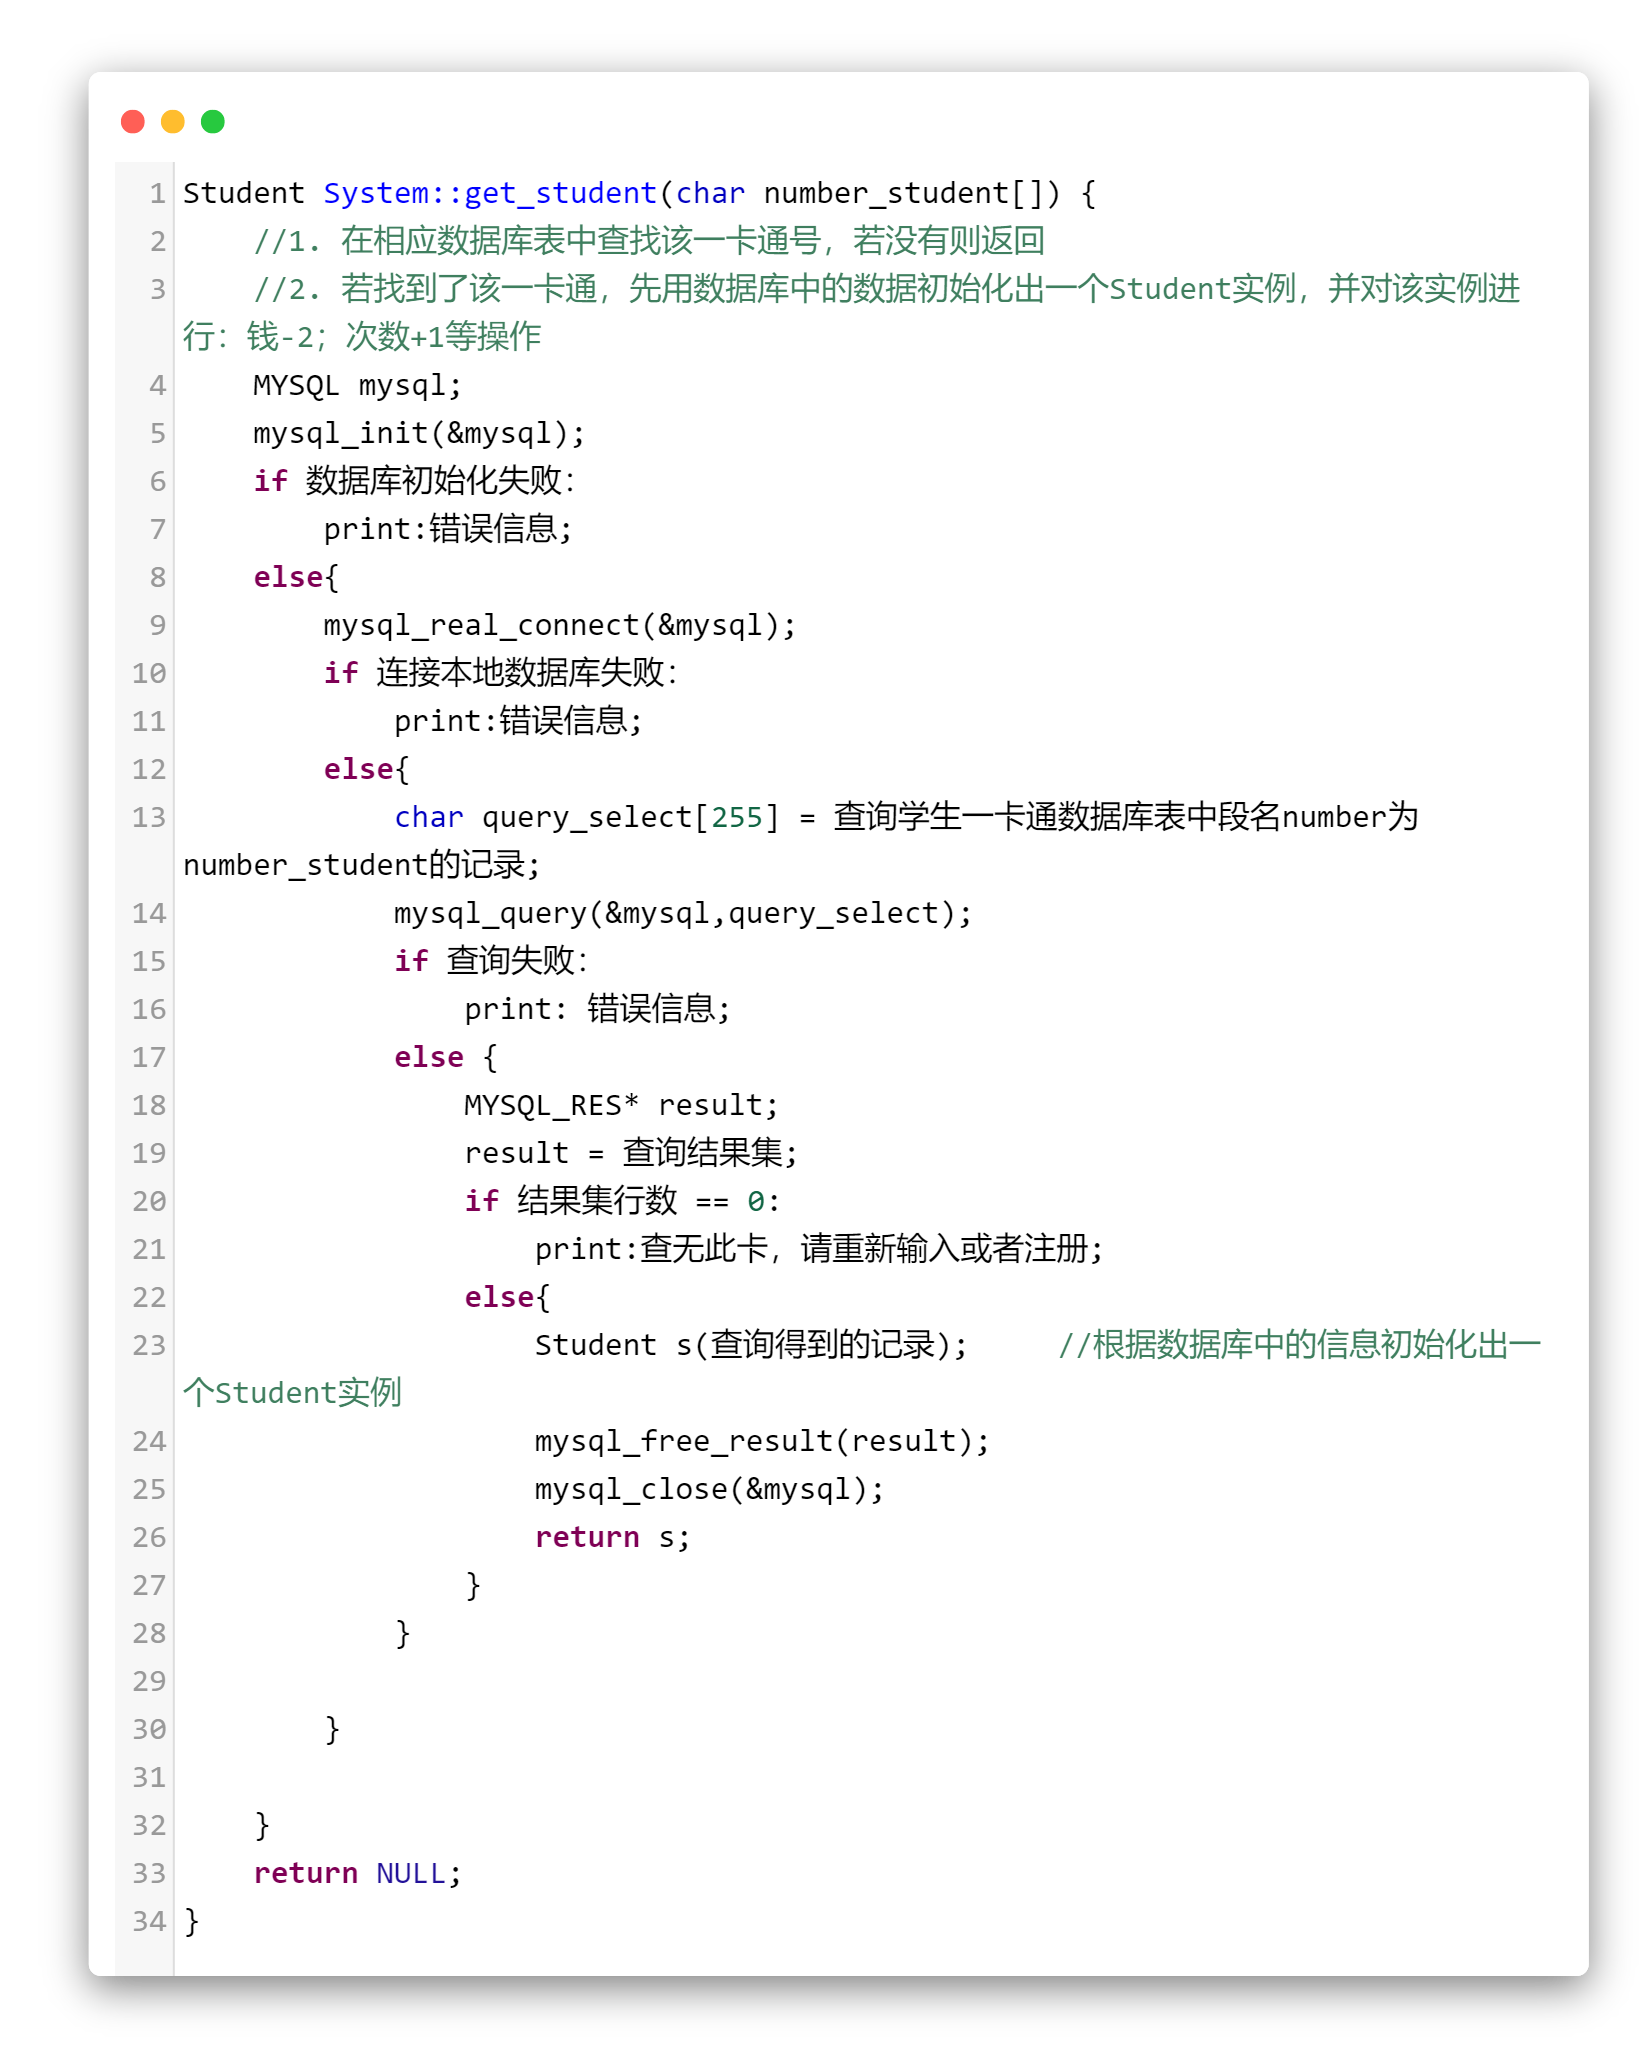 1 Student System::get_student(char number_student[]) {
2     //1. 在相应数据库表中查找该一卡通号，若没有则返回
3     //2. 若找到了该一卡通，先用数据库中的数据初始化出一个Student实例，并对该实例进
行：钱-2；次数+1等操作
4     MYSQL mysql;
5     mysql_init(&mysql);
6     if 数据库初始化失败：
7         print:错误信息;
8     else{
9         mysql_real_connect(&mysql);
10         if 连接本地数据库失败：
11             print:错误信息;
12         else{
13             char query_select[255] = 查询学生一卡通数据库表中段名number为
number_student的记录;
14             mysql_query(&mysql,query_select);
15             if 查询失败：
16                 print: 错误信息;
17             else {
18                 MYSQL_RES* result;
19                 result = 查询结果集;
20                 if 结果集行数 == 0:
21                     print:查无此卡，请重新输入或者注册;
22                 else{
23                     Student s(查询得到的记录);     //根据数据库中的信息初始化出一
个Student实例
24                     mysql_free_result(result);
25                     mysql_close(&mysql);
26                     return s;
27                 }
28             }
29
30         }
31
32     }
33     return NULL;
34 }